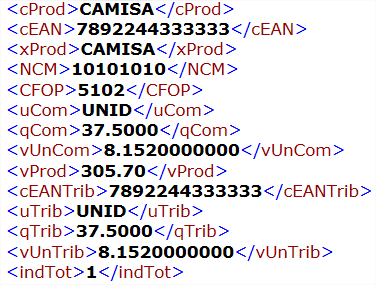 <cProd>CAMISA</cProd>
<cEAN>7892244333333</cEAN>
<xProd>CAMISA</xProd>
<NCM>10101010</NCM>
<CFOP>5102</CFOP>
<uCom>UNID</uCom>
<qCom>37.5000</qCom>
<vUnCom>8.1520000000</vUnCom>
<vProd>305.70</vProd>
<cEANTrib>7892244333333</cEANTrib>
<uTrib>UNID</uTrib>
<qTrib>37.5000</qTrib>
<vUnTrib>8.1520000000</vUnTrib>
<indTot>1</indTot>